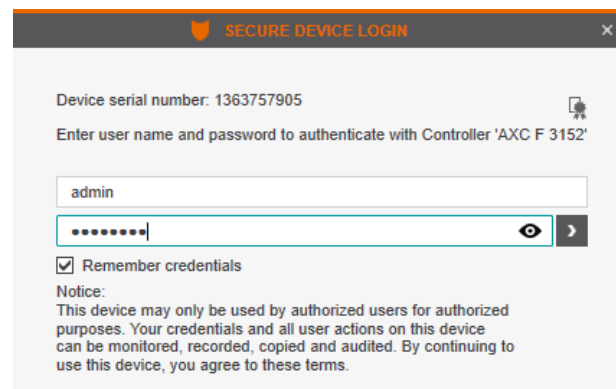 SECURE DEVICE LOGIN
Device serial number: 1363757905
Enter user name and password to authenticate with Controller 'AXC F 3152'
admin
••••••••
Remember credentials
Notice:
This device may only be used by authorized users for authorized
purposes. Your credentials and all user actions on this device
can be monitored, recorded, copied and audited. By continuing to
use this device, you agree to these terms.